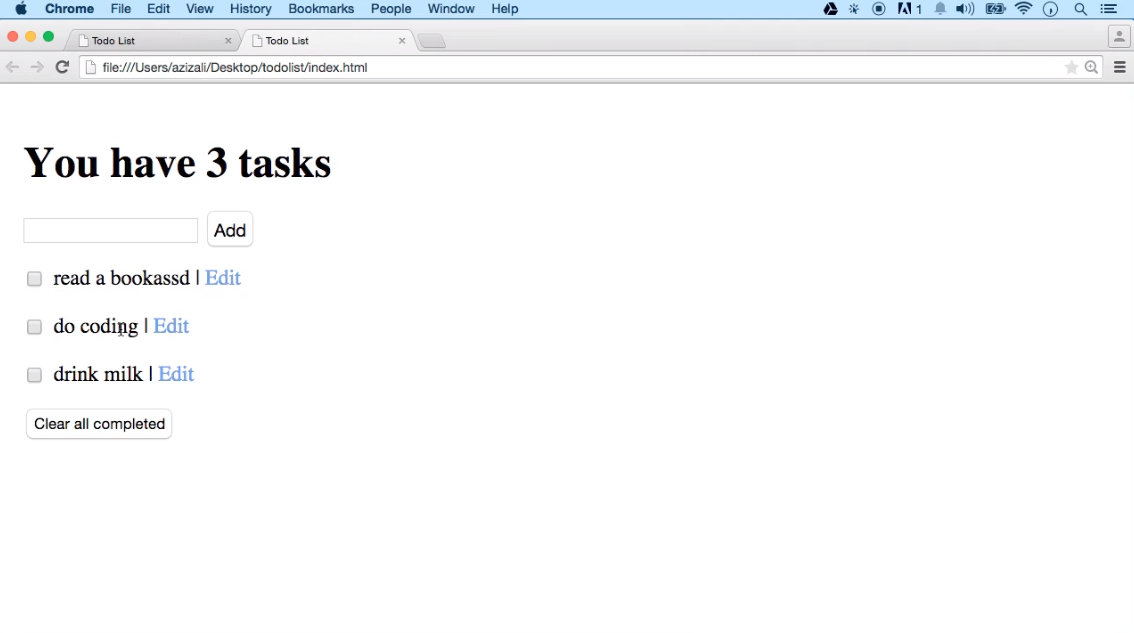 Chrome File Edit View History Bookmarks People Window Help 1
Todo List Todo List
file:///Users/azizali/Desktop/todolist/index.html
You have 3 tasks
Add
read a bookassd | Edit
do coding | Edit
drink milk | Edit
Clear all completed